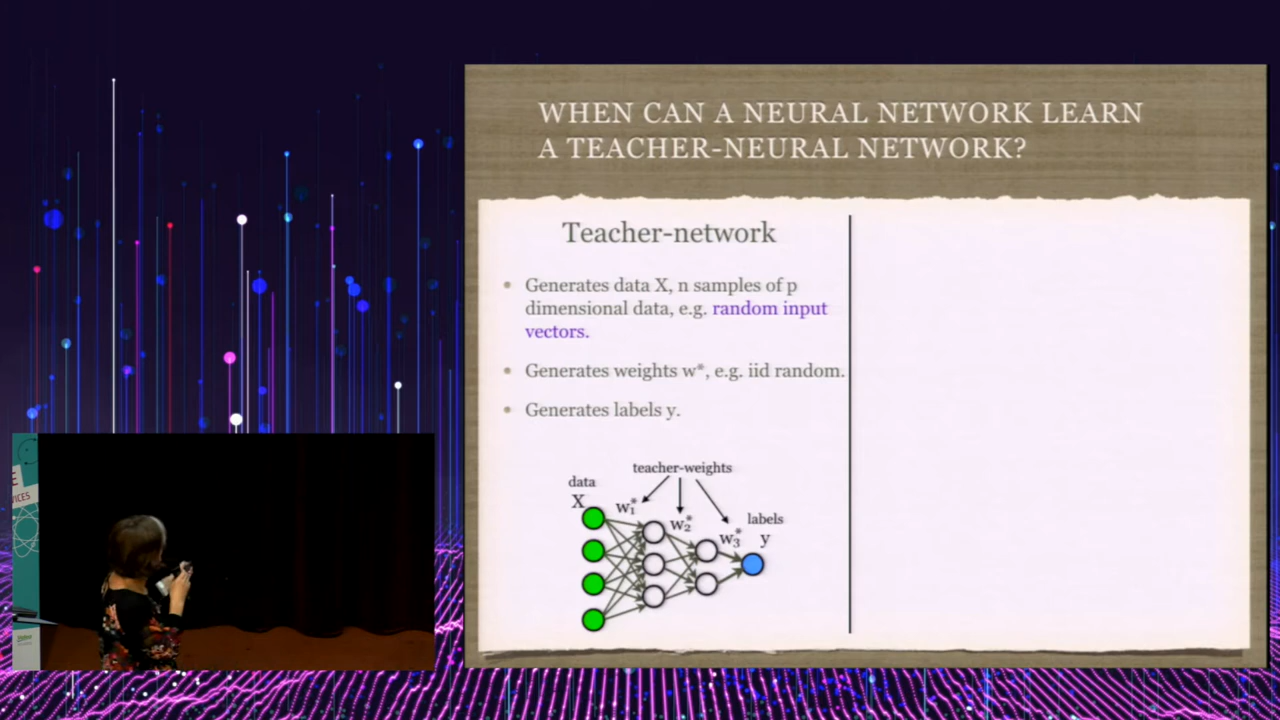 WHEN CAN A NEURAL NETWORK LEARN
A TEACHER-NEURAL NETWORK?
Teacher-network
• Generates data X, n samples of p
dimensional data, e.g. random input
vectors.
• Generates weights w*, e.g. iid random.
• Generates labels y.
teacher-weights
data
X
w₁*
w₂*
w₃*
labels
y
E
VICES